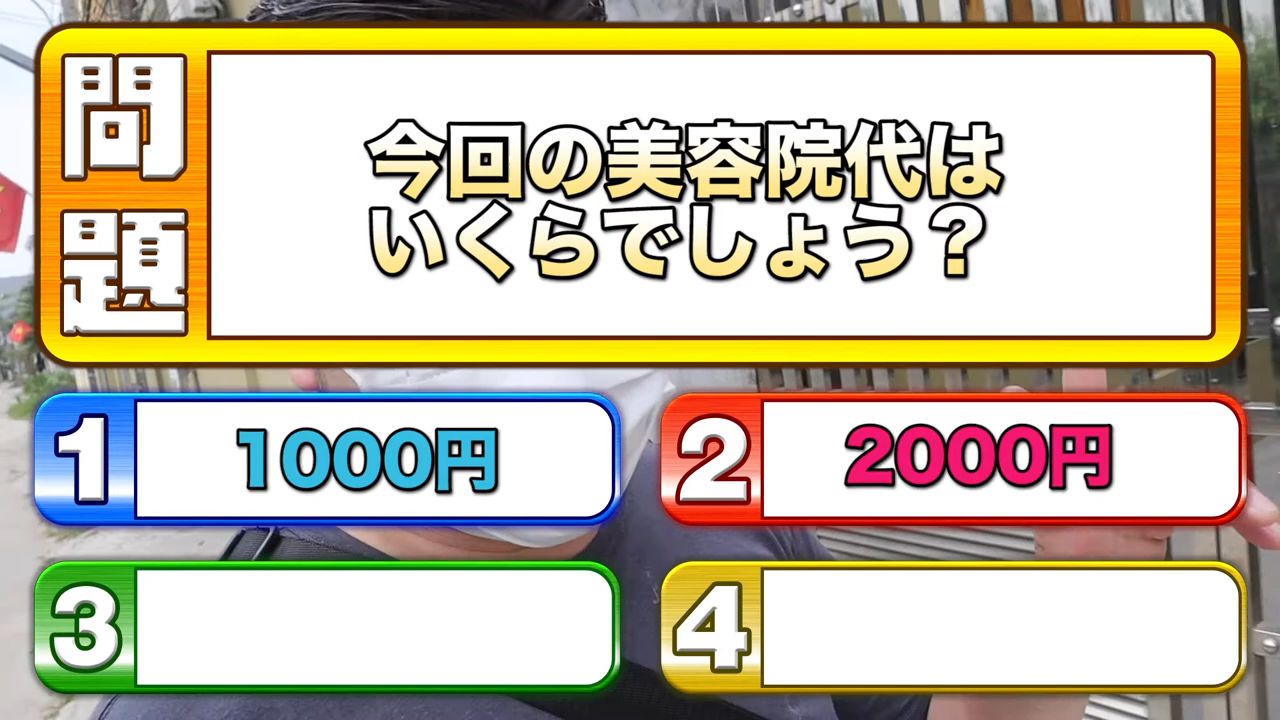 問題
今回の美容院代は
いくらでしょう？
1 1000円
2 2000円
3
4